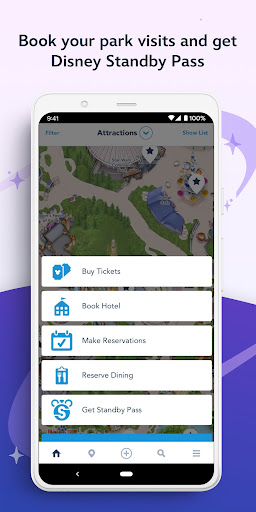 Book your park visits and get
Disney Standby Pass
9:41
100%
Filter
Attractions
Show List
Buy Tickets
Book Hotel
Make Reservations
Reserve Dining
Get Standby Pass